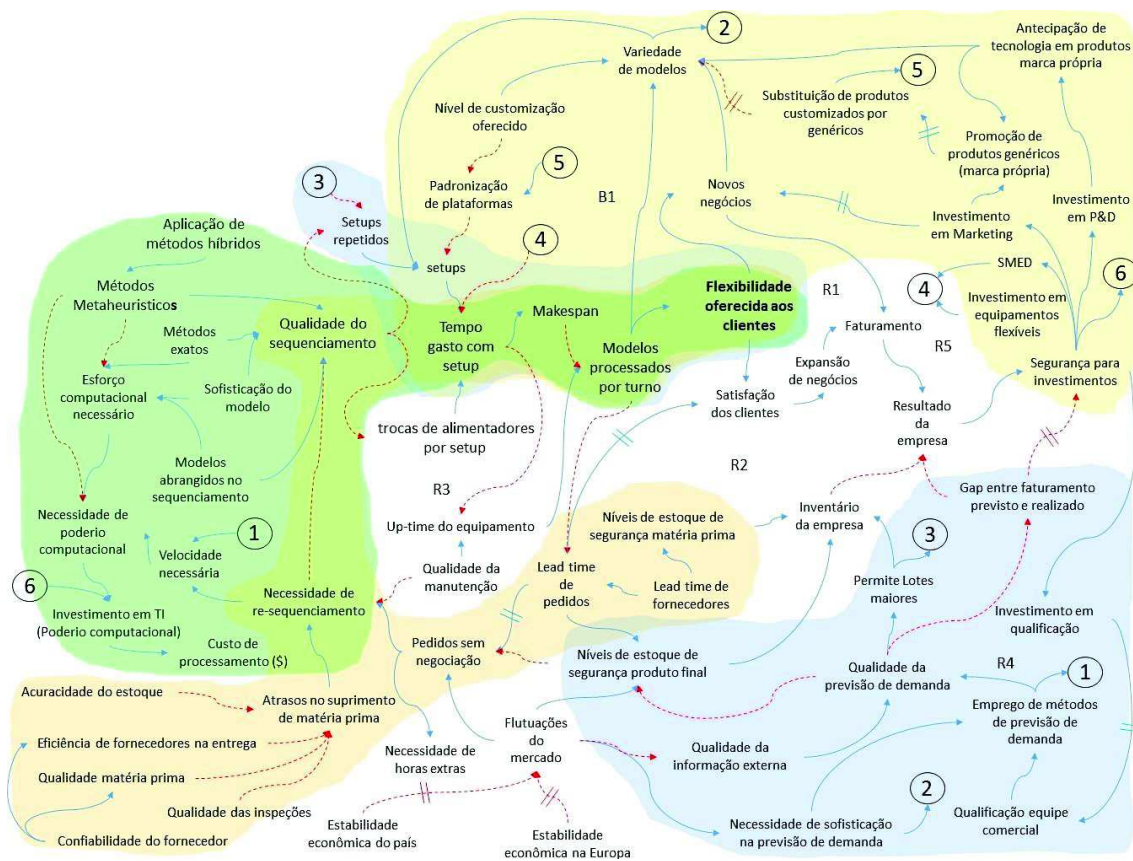 2
Antecipação de
tecnologia em produtos
marca própria
Variedade
de modelos
5
Substituição de produtos
customizados por
genéricos
Nível de customização
oferecido
Promoção de
produtos genéricos
(marca própria)
3
5
Padronização
de plataformas
B1
Novos
negócios
Investimento
em P&D
Aplicação de
métodos híbridos
Setups
repetidos
4
Investimento
em Marketing
setups
SMED
6
Métodos
Metaheuristicos
Flexibilidade
oferecida aos
clientes
R1
4
Investimento em
equipamentos
flexíveis
Makespan
Qualidade do
sequenciamento
Tempo
gasto com
setup
Métodos
exatos
Faturamento
R5
Modelos
processados
por turno
Expansão
de negócios
Segurança para
investimentos
Esforço
computacional
necessário
Sofisticação do
modelo
Satisfação
dos clientes
Resultado
da
empresa
trocas de alimentadores
por setup
Modelos
abrangidos no
sequenciamento
R3
R2
Gap entre faturamento
previsto e realizado
Necessidade de
poderio
computacional
1
Up-time do equipamento
Níveis de estoque de
segurança matéria prima
Inventário
da empresa
3
Velocidade
necessária
Qualidade da
manutenção
Lead time
de
pedidos
Lead time de
fornecedores
Permite Lotes
maiores
6
Necessidade
de re-sequenciamento
Investimento em TI
(Poderio computacional)
Investimento em
qualificação
Custo de
processamento ($)
Pedidos sem
negociação
Níveis de estoque de
segurança produto final
Qualidade da
previsão de demanda
R4
1
Acuracidade do estoque
Atrasos no suprimento
de matéria prima
Emprego de métodos
de previsão de
demanda
Eficiência de fornecedores na entrega
Necessidade de
horas extras
Flutuações
do
mercado
Qualidade da
informação externa
Qualidade matéria prima
Qualidade das inspeções
2
Qualificação equipe
comercial
Confiabilidade do fornecedor
Estabilidade
econômica do país
Estabilidade
econômica na Europa
Necessidade de sofisticação
na previsão de demanda